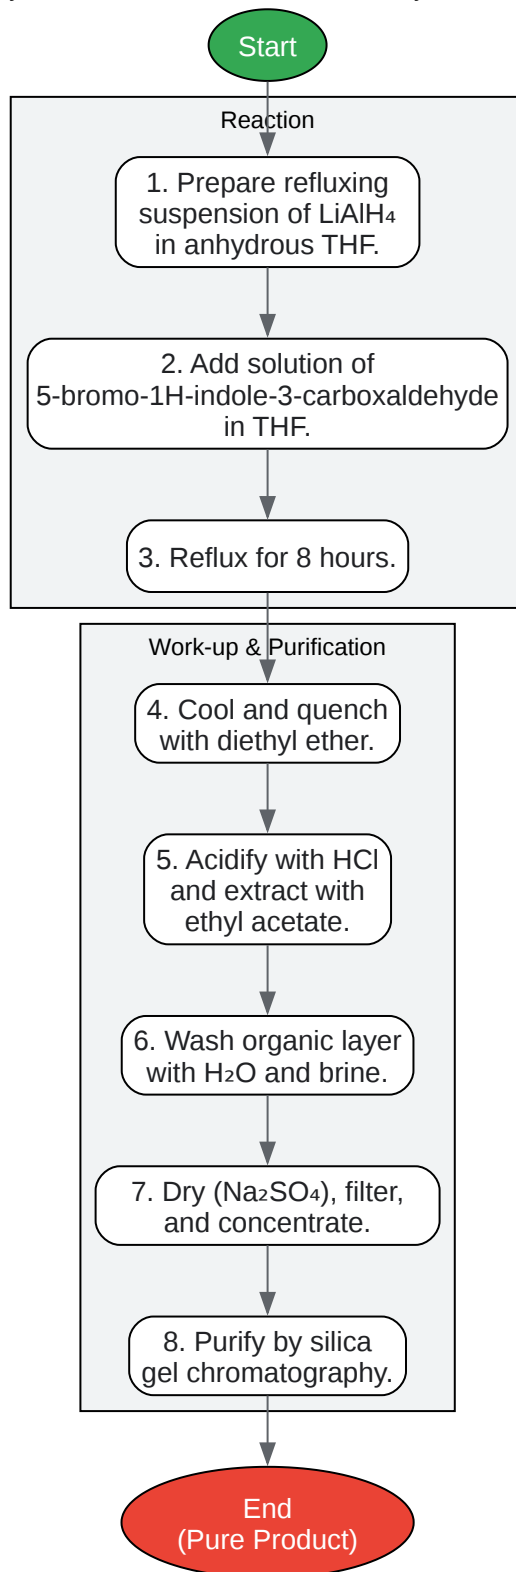 Start
Reaction
1. Prepare refluxing
suspension of LiAlH₄
in anhydrous THF.
2. Add solution of
5-bromo-1H-indole-3-carboxaldehyde
in THF.
3. Reflux for 8 hours.
Work-up & Purification
4. Cool and quench
with diethyl ether.
5. Acidify with HCl
and extract with
ethyl acetate.
6. Wash organic layer
with H₂O and brine.
7. Dry (Na₂SO₄), filter,
and concentrate.
8. Purify by silica
gel chromatography.
End
(Pure Product)